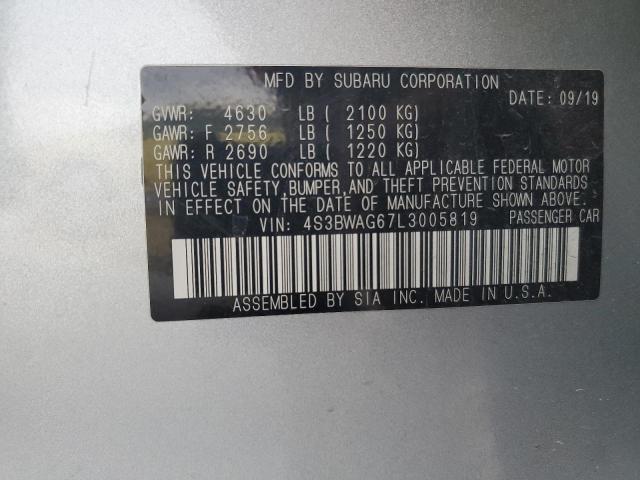 MFD BY SUBARU CORPORATION
DATE: 09/19
GVWR: 4630 LB ( 2100 KG)
GAWR: F 2756 LB ( 1250 KG)
GAWR: R 2690 LB ( 1220 KG)
THIS VEHICLE CONFORMS TO ALL APPLICABLE FEDERAL MOTOR
VEHICLE SAFETY,BUMPER,AND THEFT PREVENTION STANDARDS
IN EFFECT ON THE DATE OF MANUFACTURE SHOWN ABOVE.
VIN: 4S3BWAG67L3005819 PASSENGER CAR
ASSEMBLED BY SIA INC. MADE IN U.S.A.